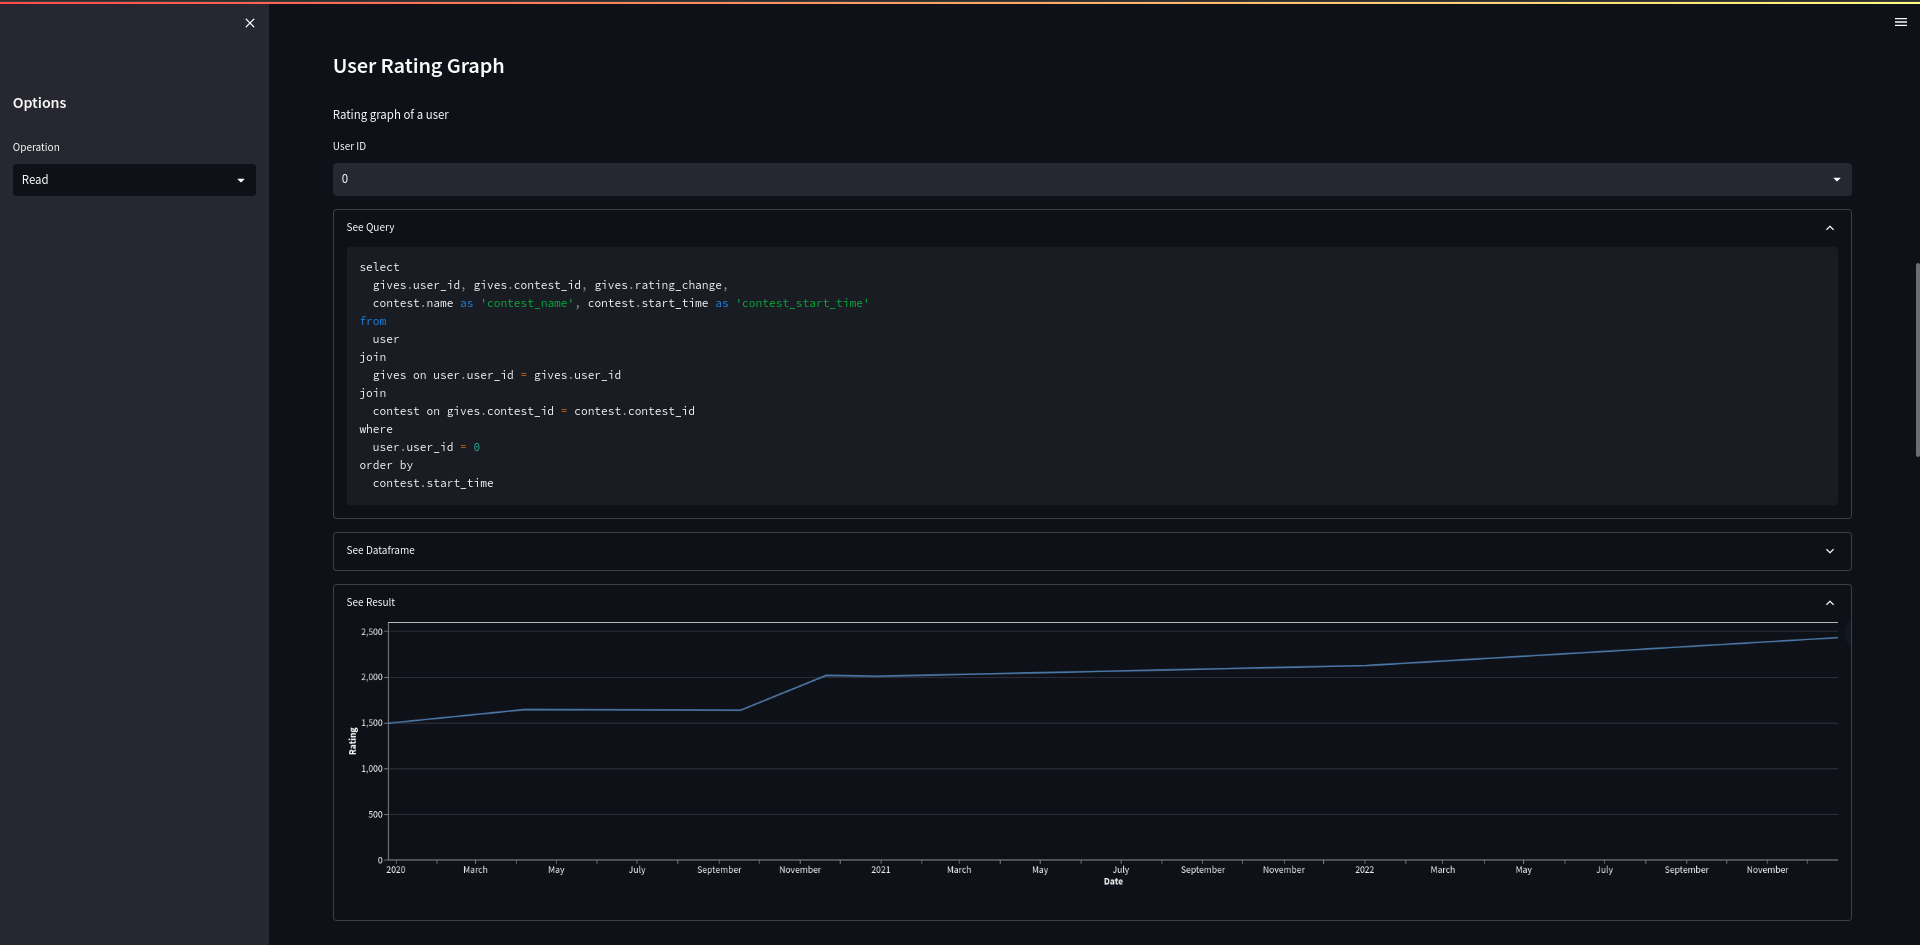 Options
Operation
Read
User Rating Graph
Rating graph of a user
User ID
0
See Query
select
gives.user_id, gives.contest_id, gives.rating_change,
contest.name as 'contest_name', contest.start_time as 'contest_start_time'
from
user
join
gives on user.user_id = gives.user_id
join
contest on gives.contest_id = contest.contest_id
where
user.user_id = 0
order by
contest.start_time
See Dataframe
See Result
2,500
2,000
1,500
1,000
500
0
Rating
2020 March May July September November 2021 March May July September November 2022 March May July September November
Date